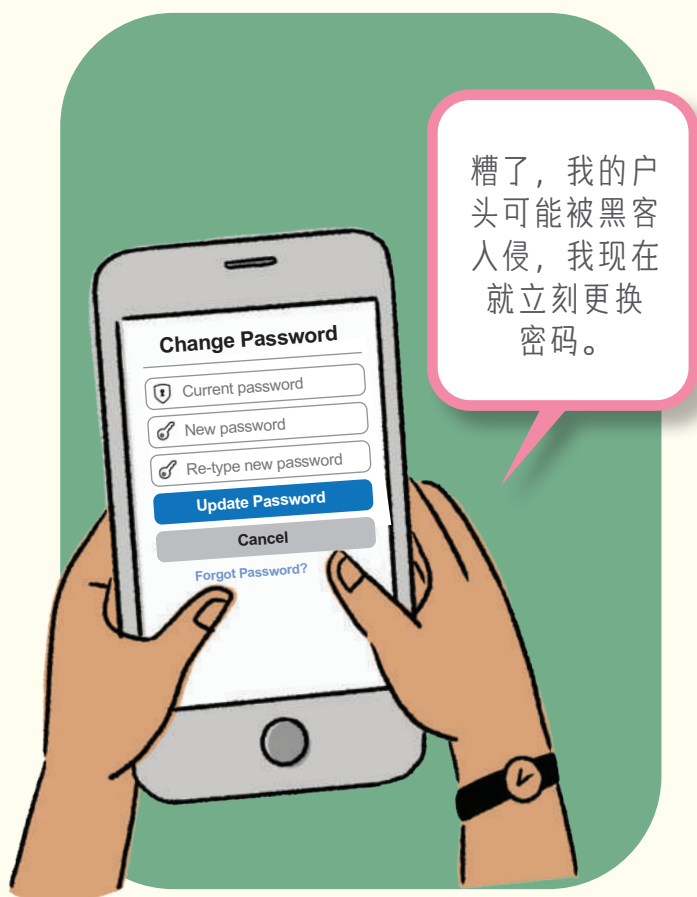 糟了，我的户
头可能被黑客
入侵，我现在
就立刻更换
密码。
Change Password
Current password
New password
Re-type new password
Update Password
Cancel
Forgot Password?